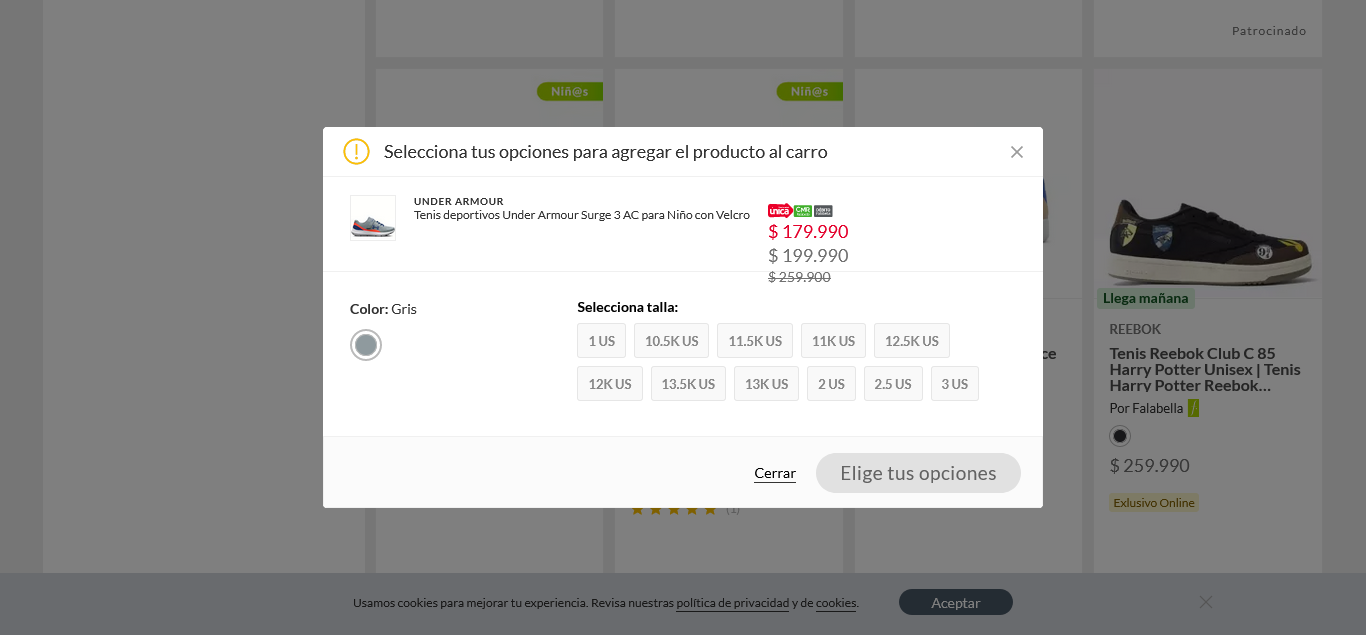 Patrocinado
Niñ@s
Niñ@s
Selecciona tus opciones para agregar el producto al carro
UNDER ARMOUR
Tenis deportivos Under Armour Surge 3 AC para Niño con Velcro
unica CMR
$ 179.990
$ 199.990
$ 259.900
Color: Gris
Selecciona talla:
1 US 10.5K US 11.5K US 11K US 12.5K US
12K US 13.5K US 13K US 2 US 2.5 US 3 US
Cerrar
Elige tus opciones
(1)
ce
Llega mañana
REEBOK
Tenis Reebok Club C 85
Harry Potter Unisex | Tenis
Harry Potter Reebok...
Por Falabella
$ 259.990
Exlusivo Online
Usamos cookies para mejorar tu experiencia. Revisa nuestras política de privacidad y de cookies.
Aceptar